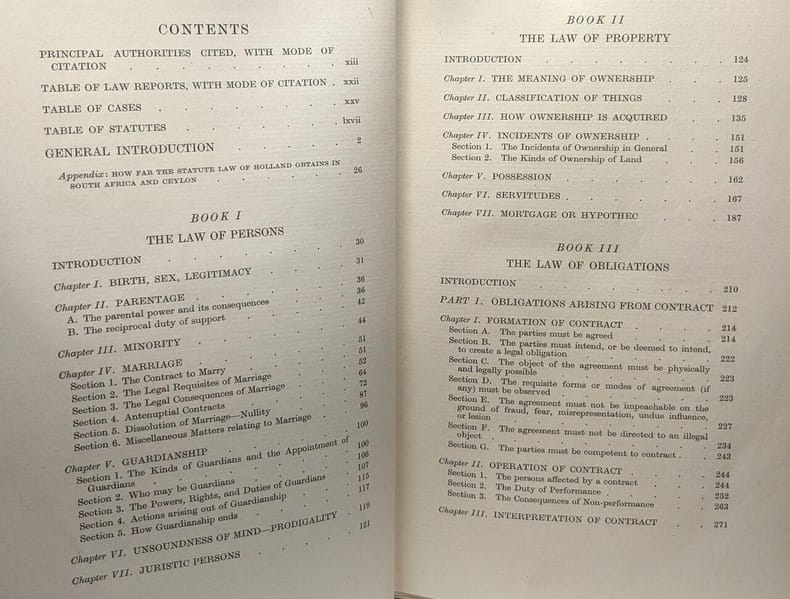 CONTENTS
PRINCIPAL AUTHORITIES CITED, WITH MODE OF
CITATION . . . . . . . . xiii
TABLE OF LAW REPORTS, WITH MODE OF CITATION . xxii
TABLE OF CASES . . . . . . . xxv
TABLE OF STATUTES . . . . . . lxvii
GENERAL INTRODUCTION . . . . . 2
Appendix: HOW FAR THE STATUTE LAW OF HOLLAND OBTAINS IN
SOUTH AFRICA AND CEYLON . . . . . 26
BOOK I
THE LAW OF PERSONS
INTRODUCTION . . . . . . . 30
Chapter I. BIRTH, SEX, LEGITIMACY . . . . 31
Chapter II. PARENTAGE . . . . . . 36
A. The parental power and its consequences . . . 36
B. The reciprocal duty of support . . . . 42
Chapter III. MINORITY . . . . . . 44
Chapter IV. MARRIAGE . . . . . . 51
Section 1. The Contract to Marry . . . . 51
Section 2. The Legal Requisites of Marriage . . . 52
Section 3. The Legal Consequences of Marriage . . . 64
Section 4. Antenuptial Contracts . . . . 72
Section 5. Dissolution of Marriage—Nullity . . . 87
Section 6. Miscellaneous Matters relating to Marriage . . 96
Chapter V. GUARDIANSHIP . . . . . 100
Section 1. The Kinds of Guardians and the Appointment of
Guardians . . . . . . . 100
Section 2. Who may be Guardians . . . . 106
Section 3. The Powers, Rights, and Duties of Guardians . 107
Section 4. Actions arising out of Guardianship . . . 115
Section 5. How Guardianship ends . . . . 117
Chapter VI. UNSOUNDNESS OF MIND—PRODIGALITY . 119
Chapter VII. JURISTIC PERSONS . . . . 121
BOOK II
THE LAW OF PROPERTY
INTRODUCTION . . . . . . . 124
Chapter I. THE MEANING OF OWNERSHIP . . . 125
Chapter II. CLASSIFICATION OF THINGS . . . 128
Chapter III. HOW OWNERSHIP IS ACQUIRED . . . 135
Chapter IV. INCIDENTS OF OWNERSHIP . . . . 151
Section 1. The Incidents of Ownership in General . . 151
Section 2. The Kinds of Ownership of Land . . . 156
Chapter V. POSSESSION . . . . . . 162
Chapter VI. SERVITUDES . . . . . . 167
Chapter VII. MORTGAGE OR HYPOTHEC . . . 187
BOOK III
THE LAW OF OBLIGATIONS
INTRODUCTION . . . . . . . 210
PART I. OBLIGATIONS ARISING FROM CONTRACT 212
Chapter I. FORMATION OF CONTRACT . . . . 214
Section A. The parties must be agreed . . . . 214
Section B. The parties must intend, or be deemed to intend,
to create a legal obligation . . . . . 222
Section C. The object of the agreement must be physically
and legally possible . . . . . . 223
Section D. The requisite forms or modes of agreement (if
any) must be observed . . . . . . 223
Section E. The agreement must not be impeachable on the
ground of fraud, fear, misrepresentation, undue influence,
or lesion . . . . . . . 227
Section F. The agreement must not be directed to an illegal
object . . . . . . . . 234
Section G. The parties must be competent to contract . . 243
Chapter II. OPERATION OF CONTRACT . . . . 244
Section 1. The persons affected by a contract . . . 244
Section 2. The Duty of Performance . . . . 252
Section 3. The Consequences of Non-performance . . 263
Chapter III. INTERPRETATION OF CONTRACT . . 271